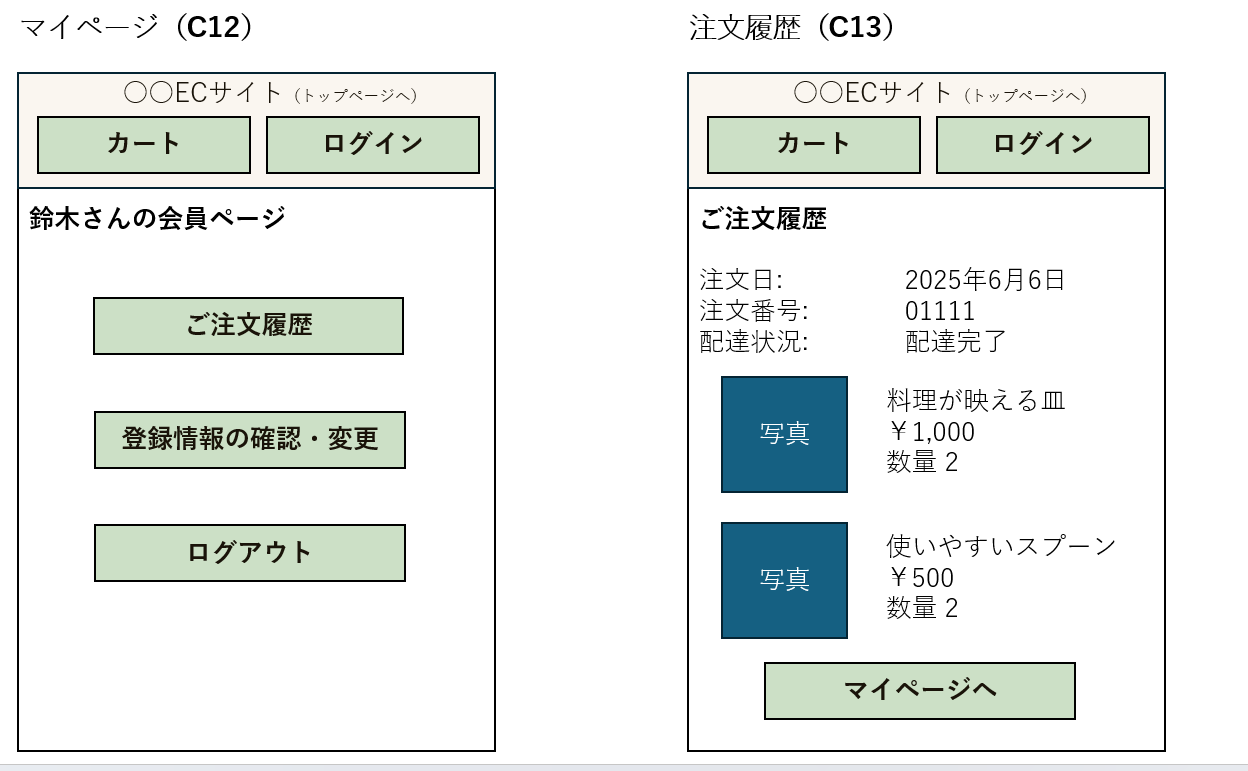 マイページ（C12）
〇〇ECサイト（トップページへ）
カート
ログイン
鈴木さんの会員ページ
ご注文履歴
登録情報の確認・変更
ログアウト
注文履歴（C13）
〇〇ECサイト（トップページへ）
カート
ログイン
ご注文履歴
注文日: 2025年6月6日
注文番号: 01111
配達状況: 配達完了
写真
料理が映える皿
￥1,000
数量 2
写真
使いやすいスプーン
￥500
数量 2
マイページへ